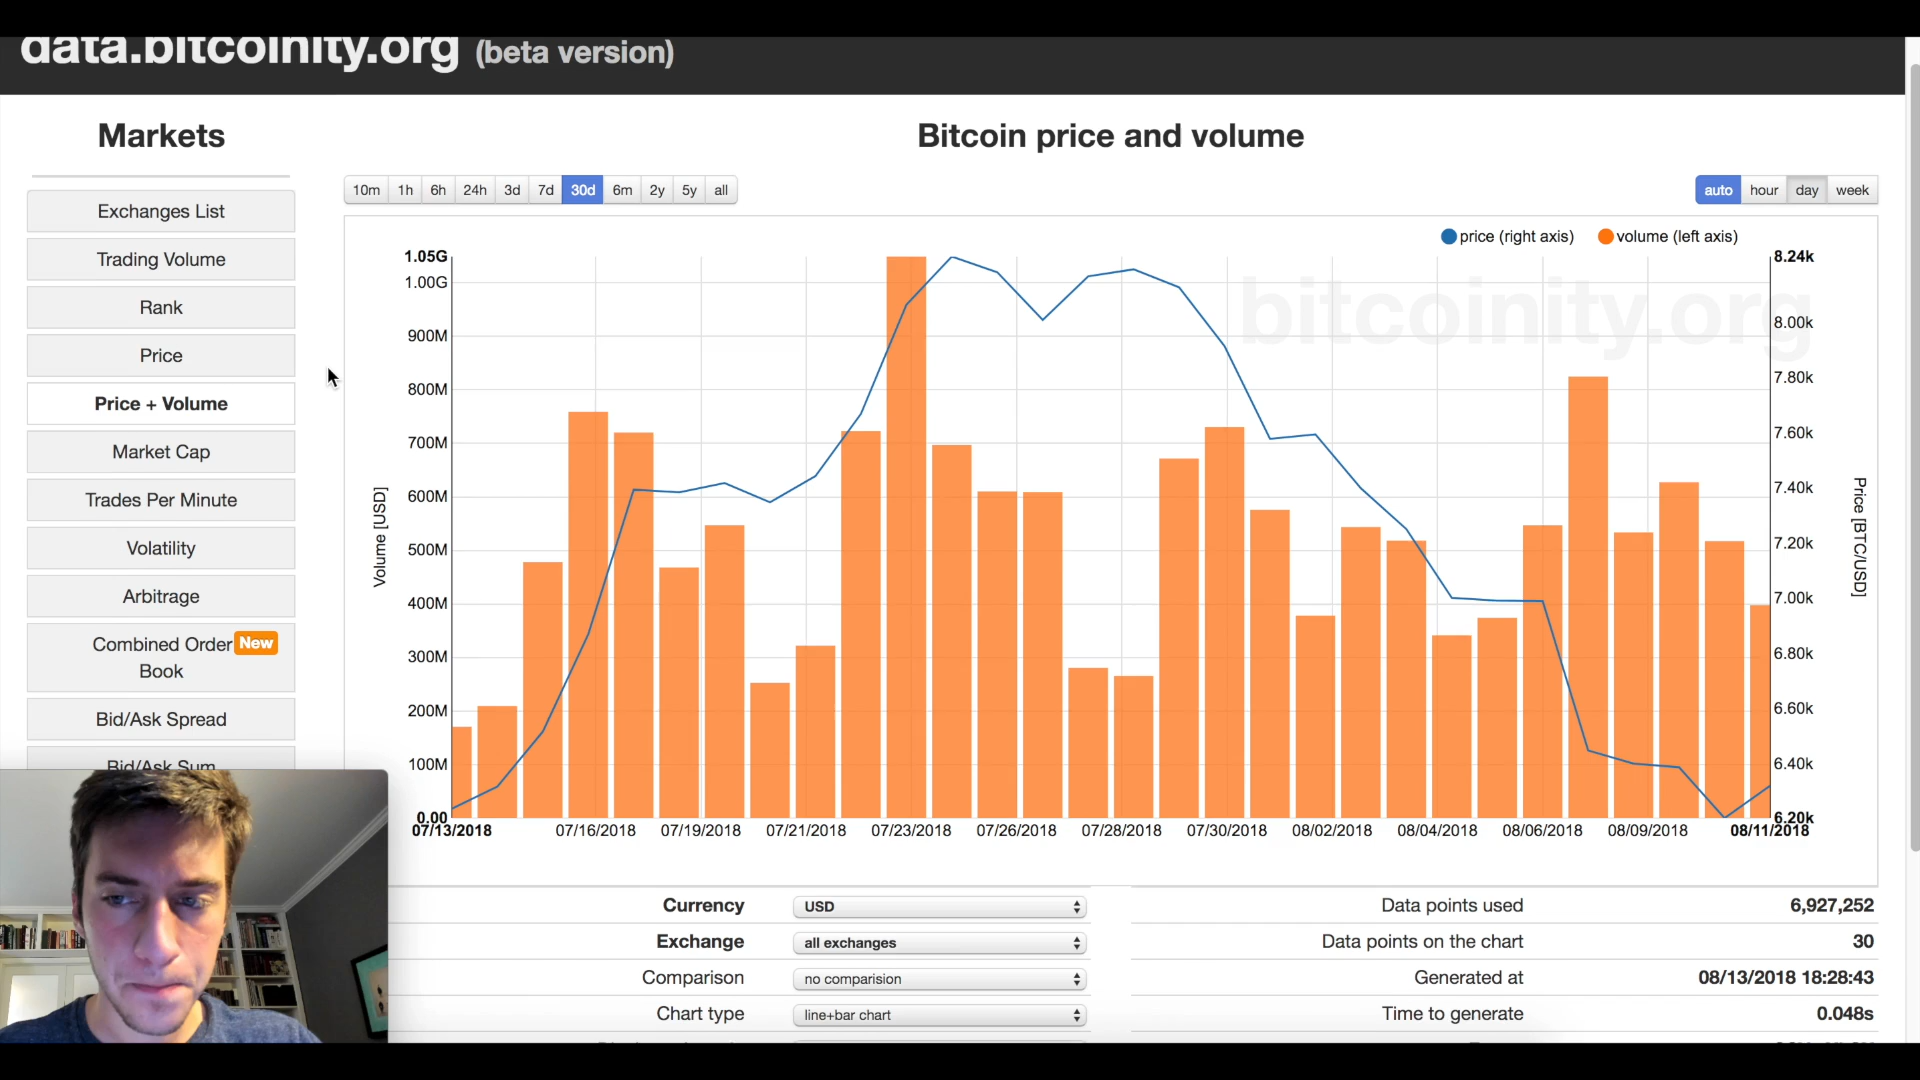 data.bitcoinity.org (beta version)
Markets
Bitcoin price and volume
Exchanges List
Trading Volume
Rank
Price
Price + Volume
Market Cap
Trades Per Minute
Volatility
Arbitrage
Combined Order New
Book
Bid/Ask Spread
Bid/Ask Sum
10m 1h 6h 24h 3d 7d 30d 6m 2y 5y all
auto hour day week
price (right axis) volume (left axis)
bitcoinity.org
1.05G
1.00G
900M
800M
700M
600M
500M
400M
300M
200M
100M
0.00
Volume [USD]
8.24k
8.00k
7.80k
7.60k
7.40k
7.20k
7.00k
6.80k
6.60k
6.40k
6.20k
Price [BTC/USD]
07/13/2018 07/16/2018 07/19/2018 07/21/2018 07/23/2018 07/26/2018 07/28/2018 07/30/2018 08/02/2018 08/04/2018 08/06/2018 08/09/2018 08/11/2018
Currency USD
Exchange all exchanges
Comparison no comparision
Chart type line+bar chart
Data points used 6,927,252
Data points on the chart 30
Generated at 08/13/2018 18:28:43
Time to generate 0.048s